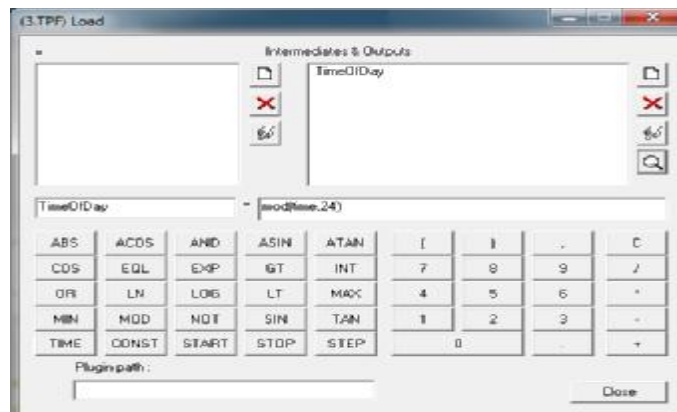 (3.TPF) Load
Intermediates & Outputs
TimeOfDay
TimeOfDay = mod(time,24)
ABS ACOS AND ASIN ATAN ( ) , C
COS EQL EXP GT INT 7 8 9 /
OR LN LOG LT MAX 4 5 6 *
MIN MOD NOT SIN TAN 1 2 3 -
TIME CONST START STOP STEP 0 . +
Plugin path :
Close